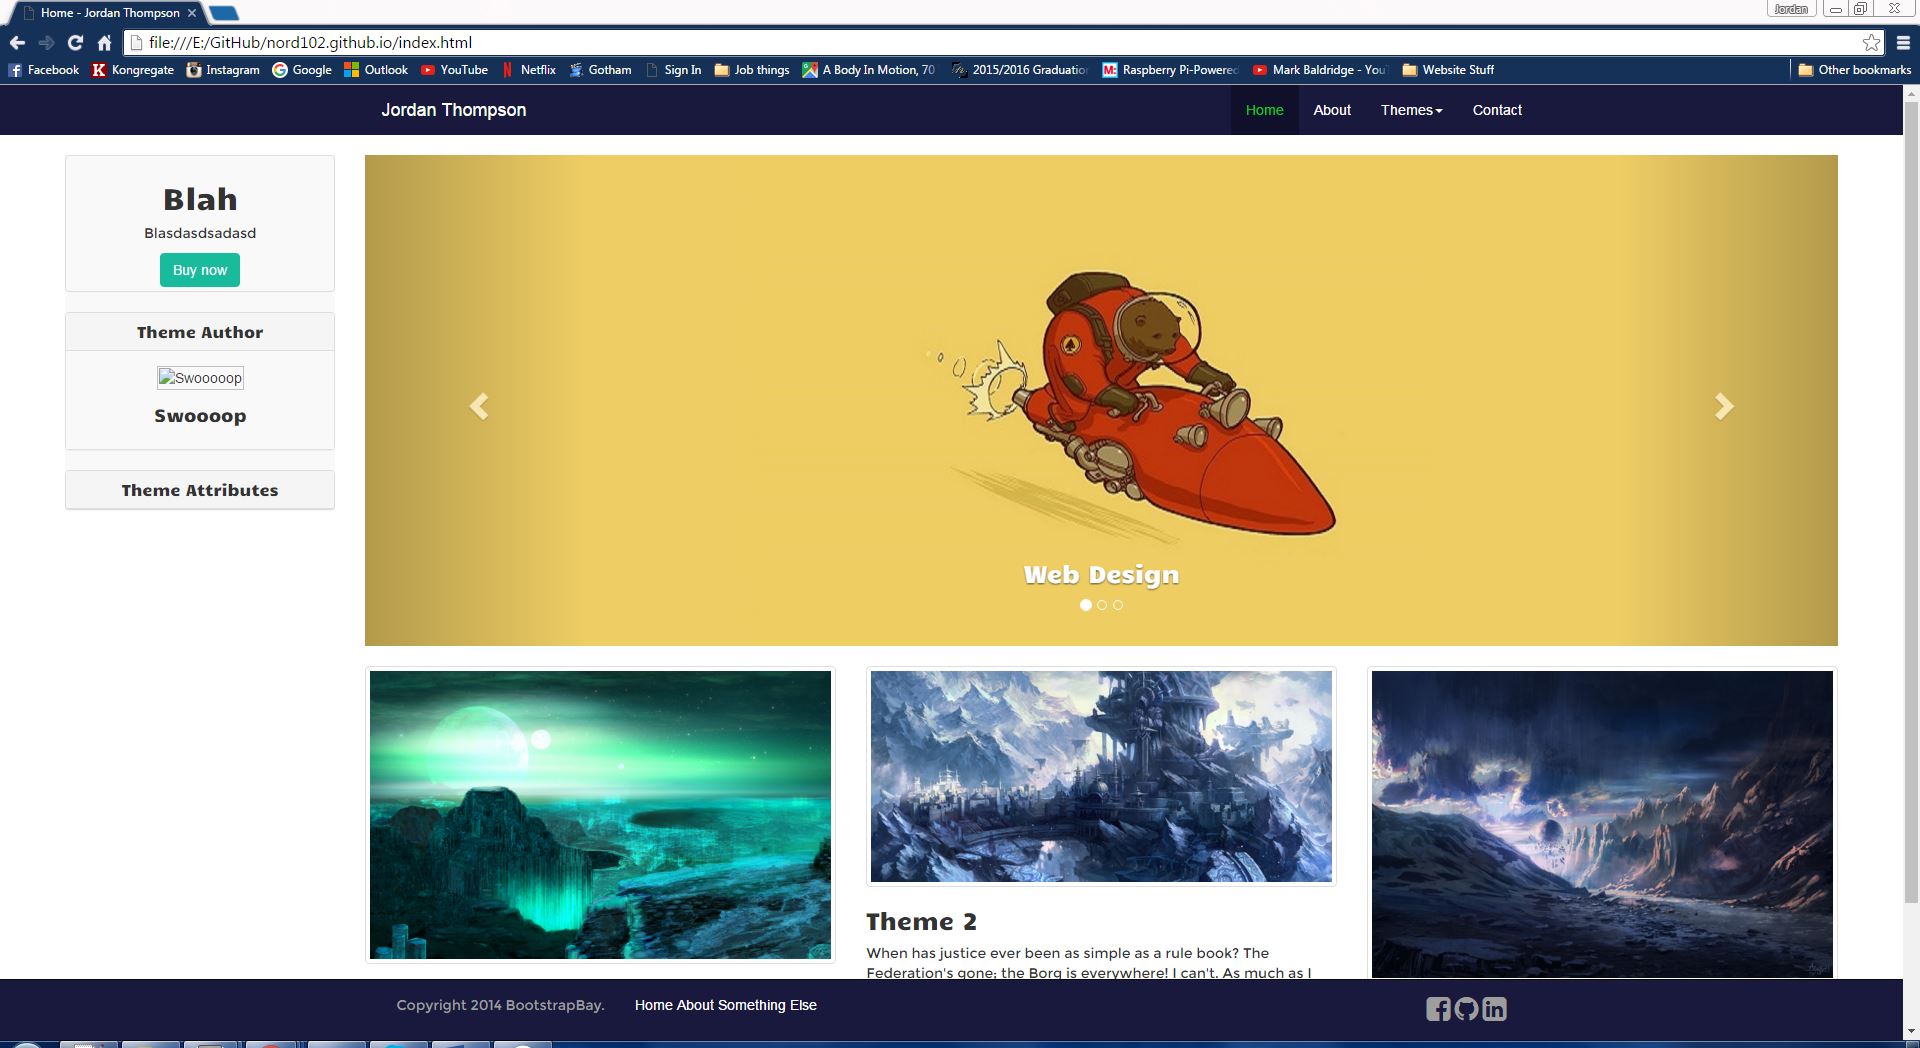 Home - Jordan Thompson
Jordan
file:///E:/GitHub/nord102.github.io/index.html
Facebook Kongregate Instagram Google Outlook YouTube Netflix Gotham Sign In Job things A Body In Motion, 70 2015/2016 Graduatio Raspberry Pi-Powered Mark Baldridge - You Website Stuff Other bookmarks
Jordan Thompson
Home About Themes Contact
Blah
Blasdasdsadasd
Buy now
Theme Author
Swooooop
Swoooop
Theme Attributes
Web Design
Theme 2
When has justice ever been as simple as a rule book? The
Federation's gone; the Borg is everywhere! I can't. As much as I
Copyright 2014 BootstrapBay.
Home About Something Else